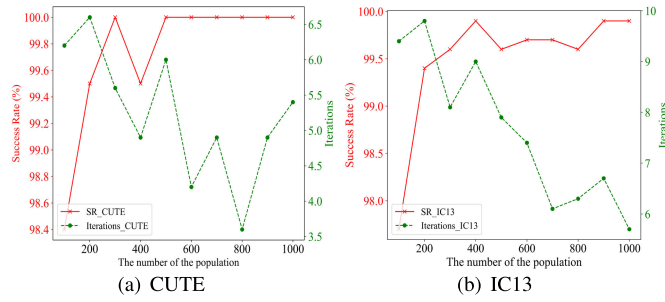 100.0
99.8
99.6
99.4
99.2
99.0
98.8
98.6
98.4
Success Rate (%)
6.5
6.0
5.5
5.0
4.5
4.0
3.5
Iterations
SR_CUTE
Iterations_CUTE
200 400 600 800 1000
The number of the population
(a) CUTE
100.0
99.5
99.0
98.5
98.0
Success Rate (%)
10
9
8
7
6
Iterations
SR_IC13
Iterations_IC13
200 400 600 800 1000
The number of the population
(b) IC13